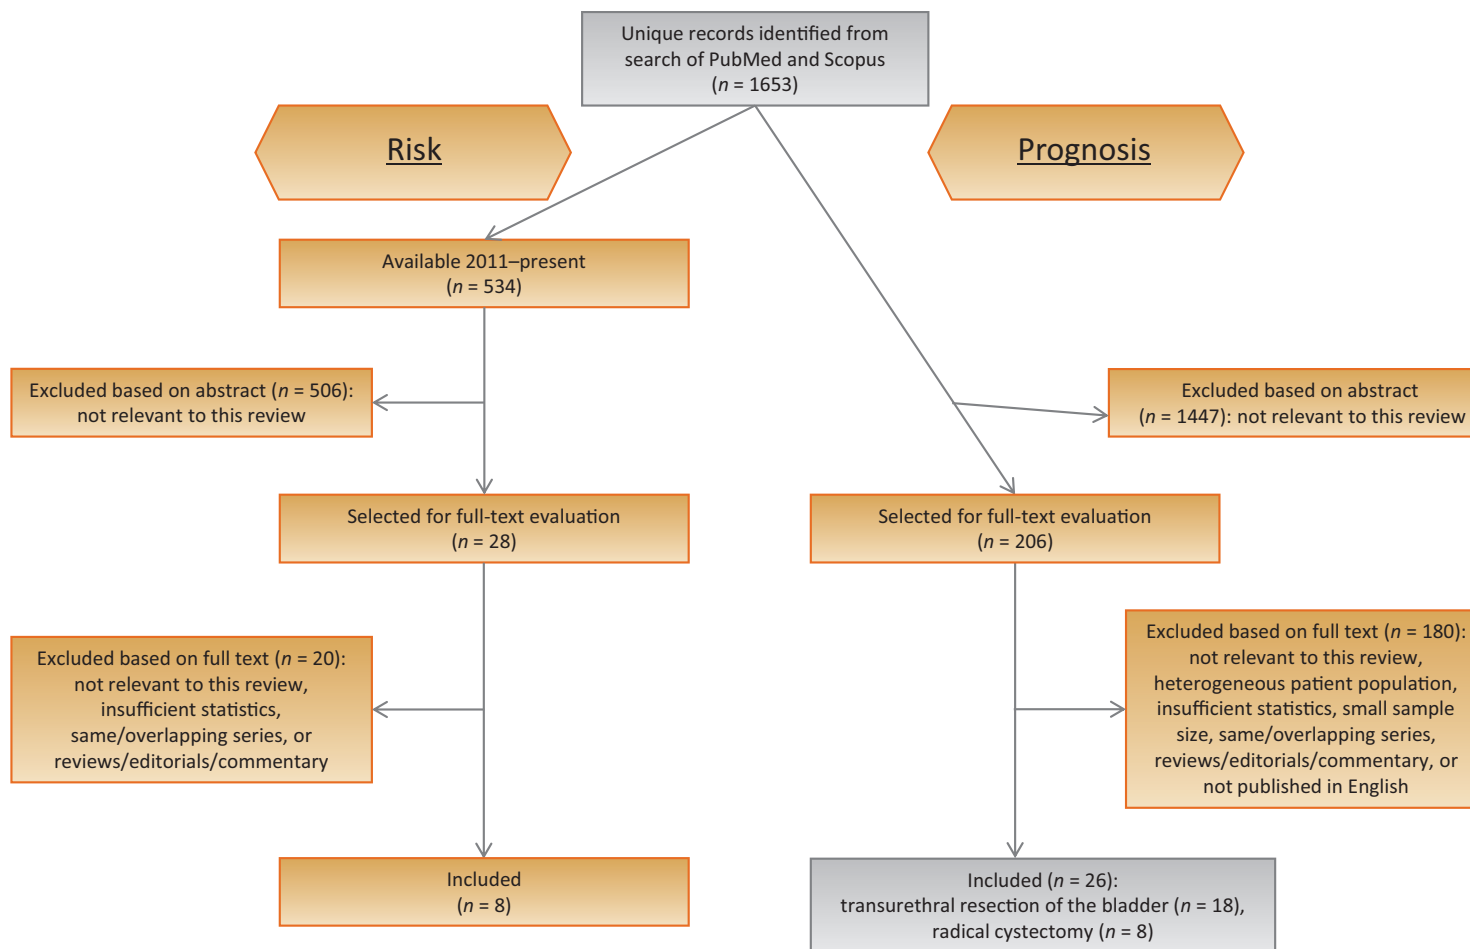 Unique records identified from
search of PubMed and Scopus
(n = 1653)
Risk
Prognosis
Available 2011–present
(n = 534)
Excluded based on abstract (n = 506):
not relevant to this review
Excluded based on abstract
(n = 1447): not relevant to this review
Selected for full-text evaluation
(n = 28)
Selected for full-text evaluation
(n = 206)
Excluded based on full text (n = 20):
not relevant to this review,
insufficient statistics,
same/overlapping series, or
reviews/editorials/commentary
Excluded based on full text (n = 180):
not relevant to this review,
heterogeneous patient population,
insufficient statistics, small sample
size, same/overlapping series,
reviews/editorials/commentary, or
not published in English
Included
(n = 8)
Included (n = 26):
transurethral resection of the bladder (n = 18),
radical cystectomy (n = 8)